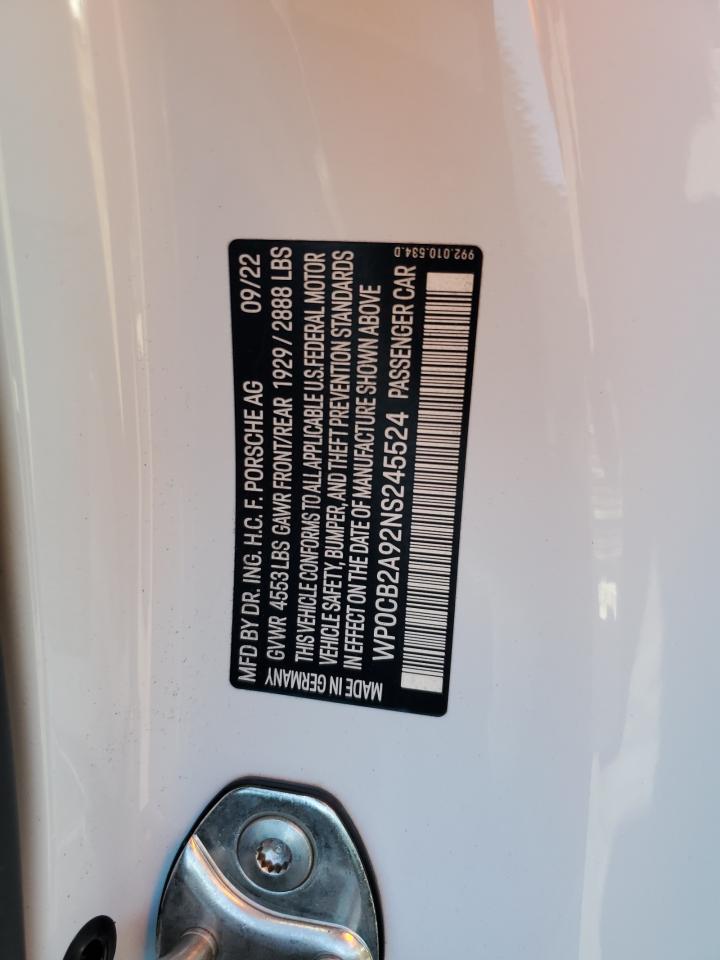 MFD BY DR. ING. H.C. F. PORSCHE AG 09/22
GVWR 4553 LBS GAWR FRONT/REAR 1929 / 2888 LBS
THIS VEHICLE CONFORMS TO ALL APPLICABLE U.S. FEDERAL MOTOR
VEHICLE SAFETY, BUMPER, AND THEFT PREVENTION STANDARDS
IN EFFECT ON THE DATE OF MANUFACTURE SHOWN ABOVE
MADE IN GERMANY WP0CB2A92NS245524 PASSENGER CAR
992.010.534.D